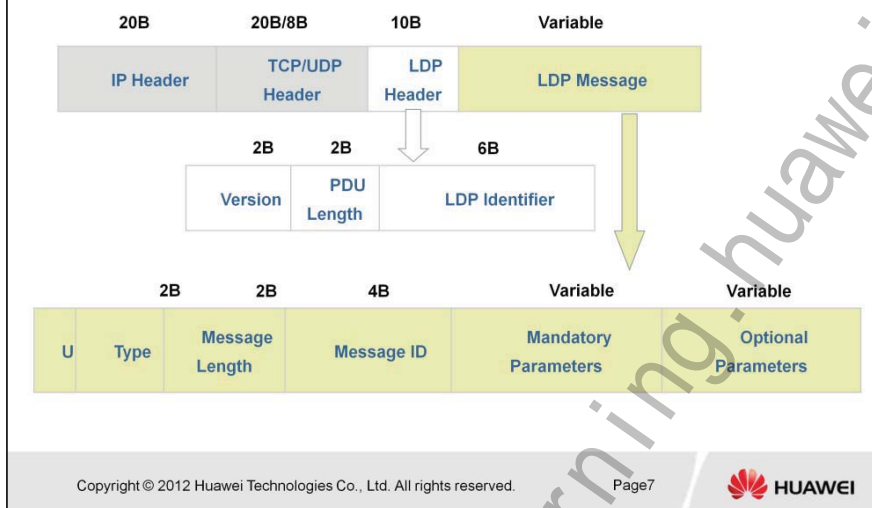 20B 20B/8B 10B Variable
IP Header TCP/UDP Header LDP Header LDP Message
2B 2B 6B
Version PDU Length LDP Identifier
2B 2B 4B Variable Variable
U Type Message Length Message ID Mandatory Parameters Optional Parameters
Copyright © 2012 Huawei Technologies Co., Ltd. All rights reserved. Page7 HUAWEI
rning.huawei.